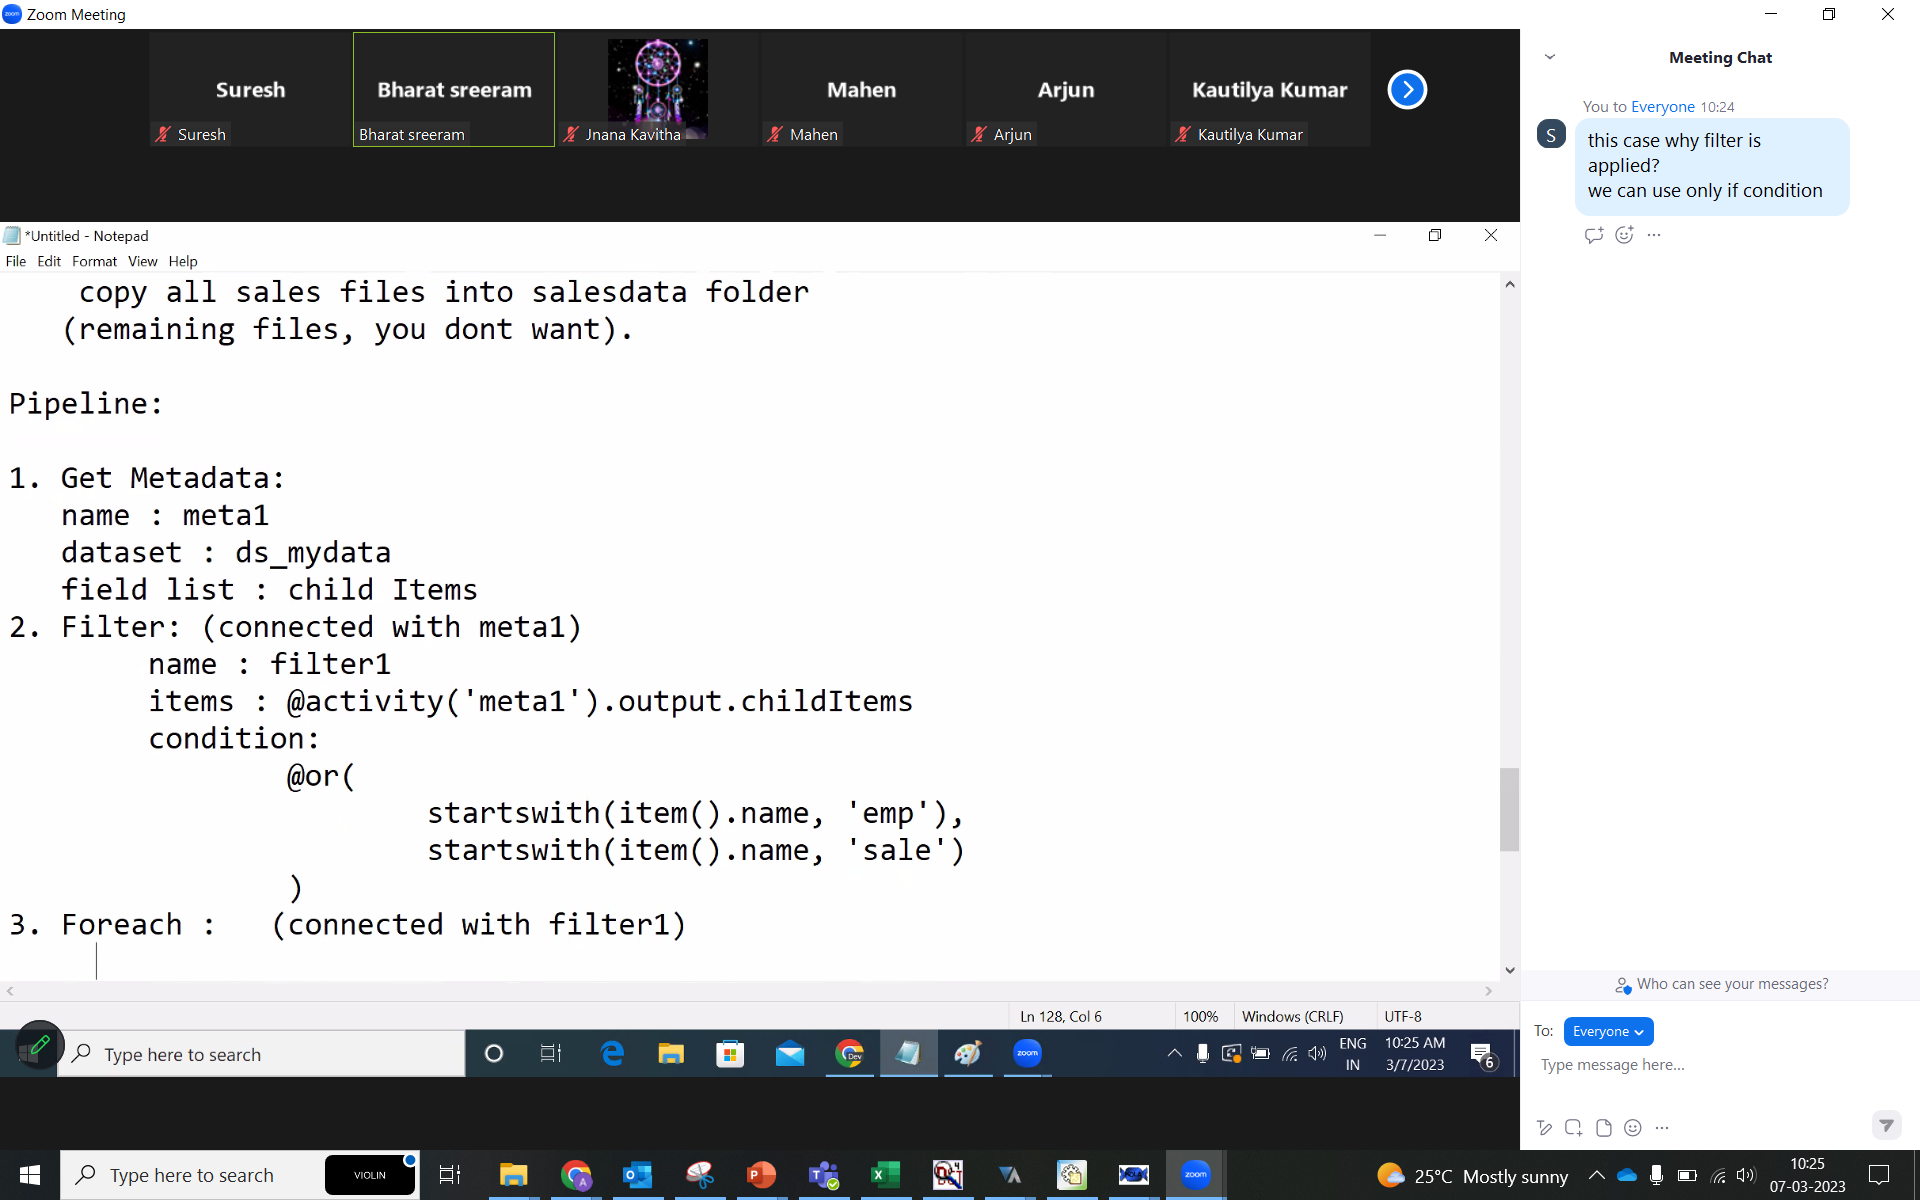 Zoom Meeting
Suresh
Bharat sreeram
Mahen
Arjun
Kautilya Kumar
Suresh
Bharat sreeram
Jnana Kavitha
Mahen
Arjun
Kautilya Kumar
*Untitled - Notepad
File Edit Format View Help
copy all sales files into salesdata folder
(remaining files, you dont want).
Pipeline:
1. Get Metadata:
name : meta1
dataset : ds_mydata
field list : child Items
2. Filter: (connected with meta1)
name : filter1
items : @activity('meta1').output.childItems
condition:
@or(
startswith(item().name, 'emp'),
startswith(item().name, 'sale')
)
3. Foreach : (connected with filter1)
Ln 128, Col 6 100% Windows (CRLF) UTF-8
Type here to search
Dev
zoom
ENG
IN
10:25 AM
3/7/2023
6
Meeting Chat
You to Everyone 10:24
S
this case why filter is
applied?
we can use only if condition
Who can see your messages?
To: Everyone
Type message here...
Type here to search
VIOLIN
zoom
25°C Mostly sunny
10:25
07-03-2023